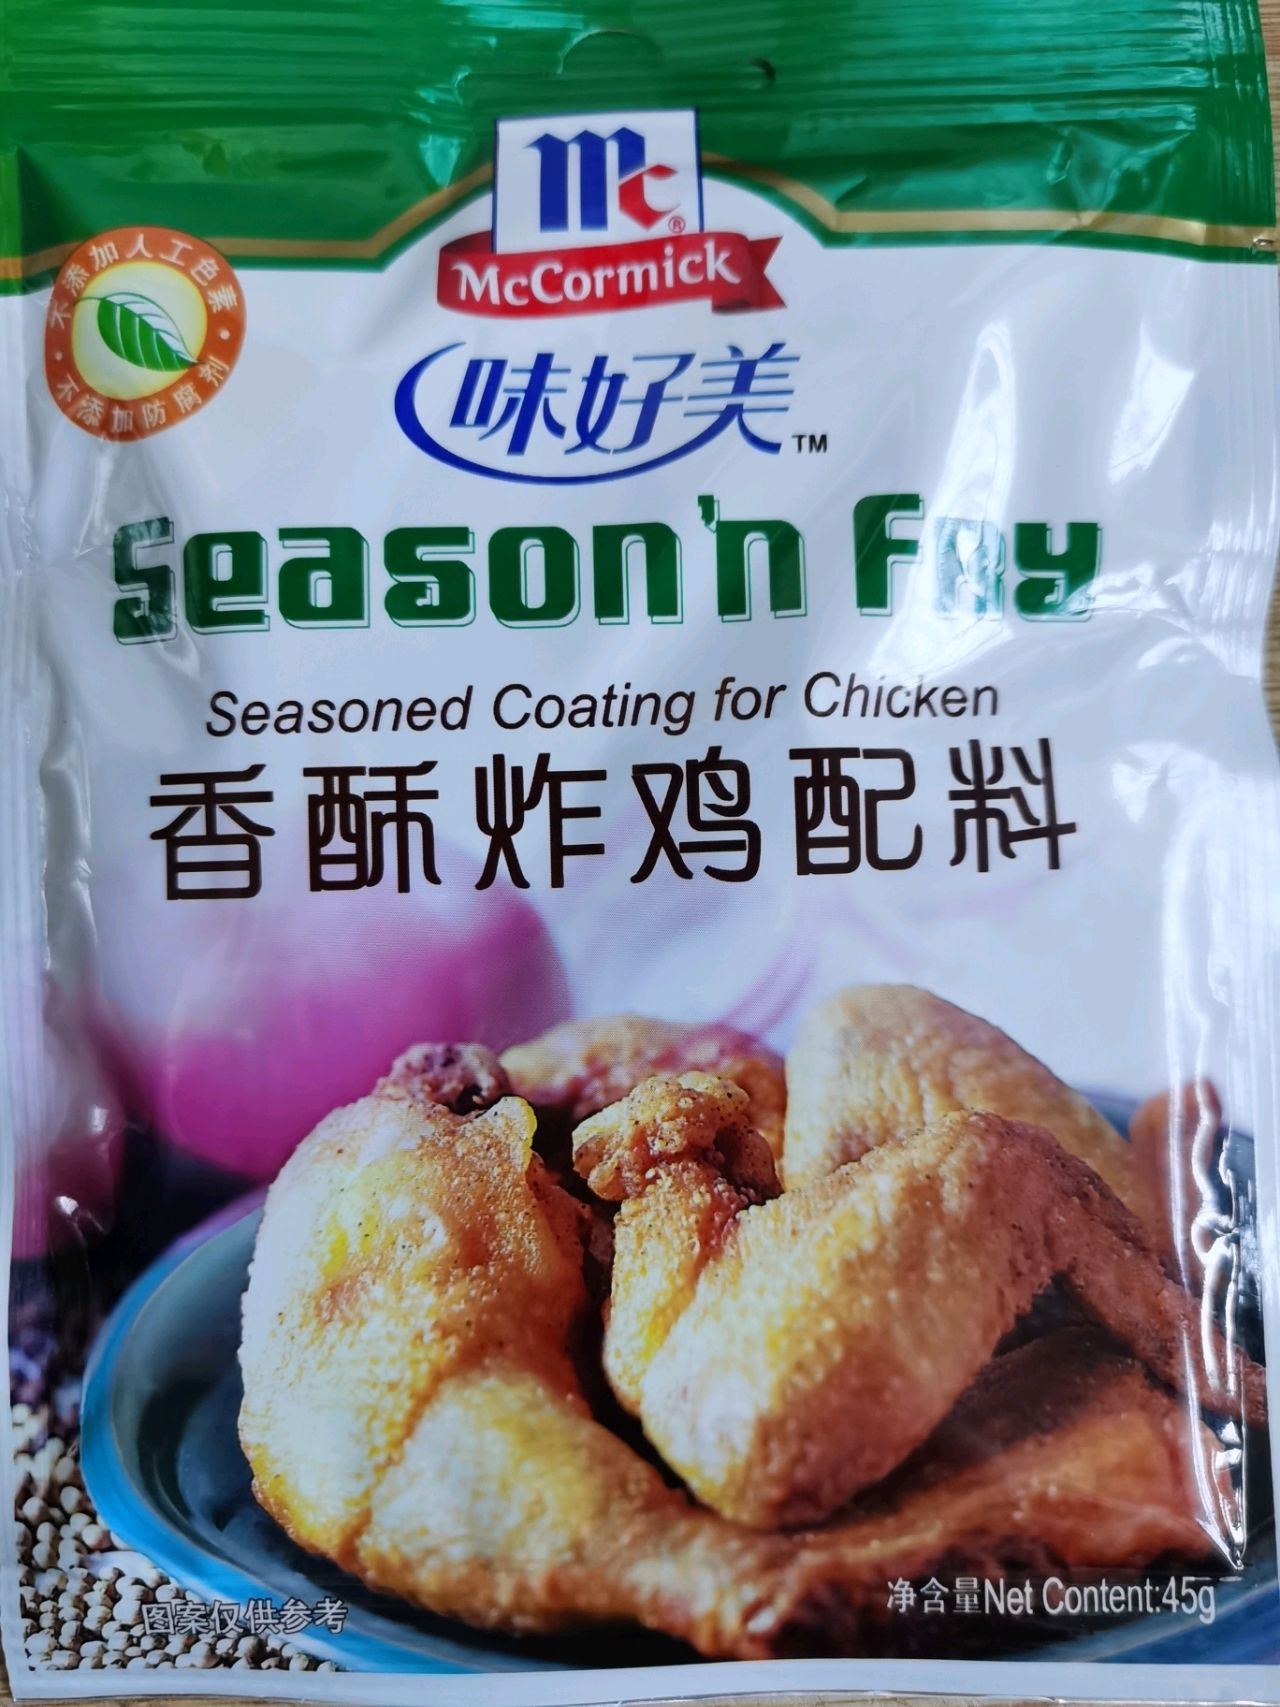 mc®
McCormick
不添加人工色素·
不添加防腐剂·
味好美™
Season'n Fry
Seasoned Coating for Chicken
香酥炸鸡配料
净含量Net Content:45g
图案仅供参考